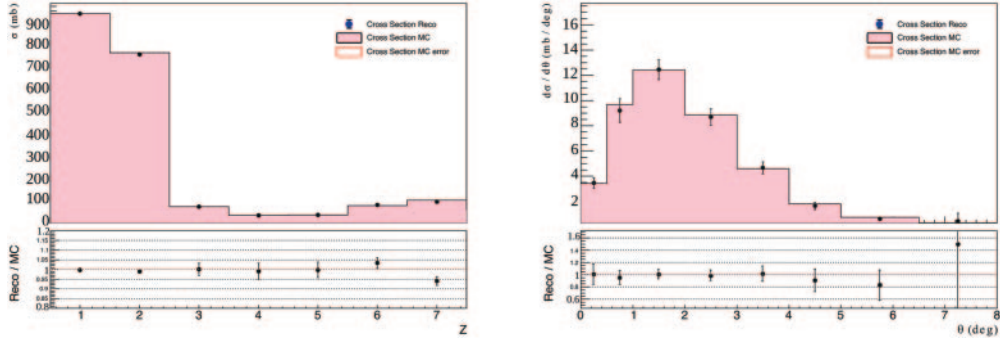 σ (mb)
900
800
700
600
500
400
300
200
100
0
Cross Section Reco
Cross Section MC
Cross Section MC error
Reco / MC
1.2
1.15
1.1
1.05
1
0.95
0.9
0.85
0.8
1 2 3 4 5 6 7
Z
dσ / dθ (mb / deg)
16
14
12
10
8
6
4
2
Cross Section Reco
Cross Section MC
Cross Section MC error
Reco / MC
1.6
1.4
1.2
1
0.8
0.6
0 1 2 3 4 5 6 7 8
θ (deg)